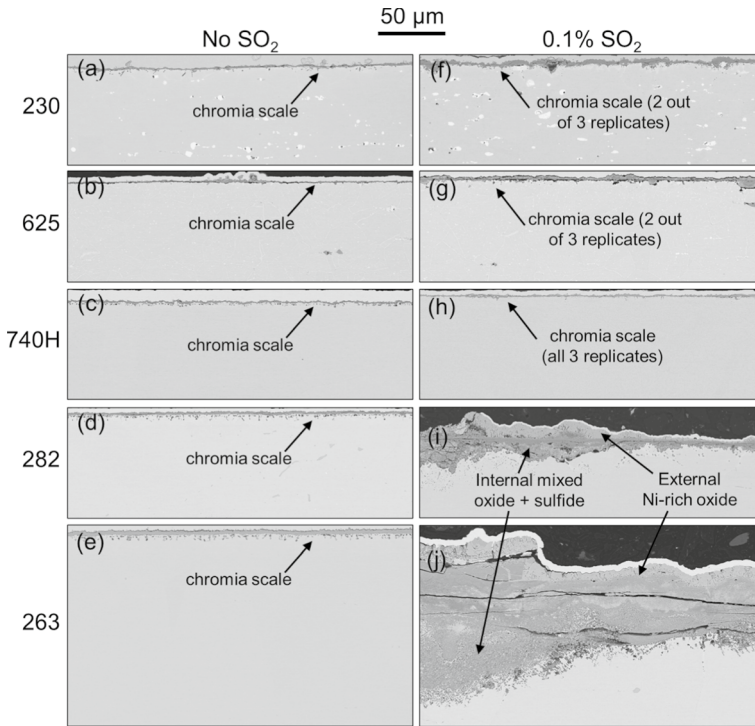 50 µm
No SO2
0.1% SO2
230
(a)
chromia scale
(f)
chromia scale (2 out
of 3 replicates)
625
(b)
chromia scale
(g)
chromia scale (2 out
of 3 replicates)
740H
(c)
chromia scale
(h)
chromia scale
(all 3 replicates)
282
(d)
chromia scale
(i)
Internal mixed
oxide + sulfide
External
Ni-rich oxide
263
(e)
chromia scale
(j)